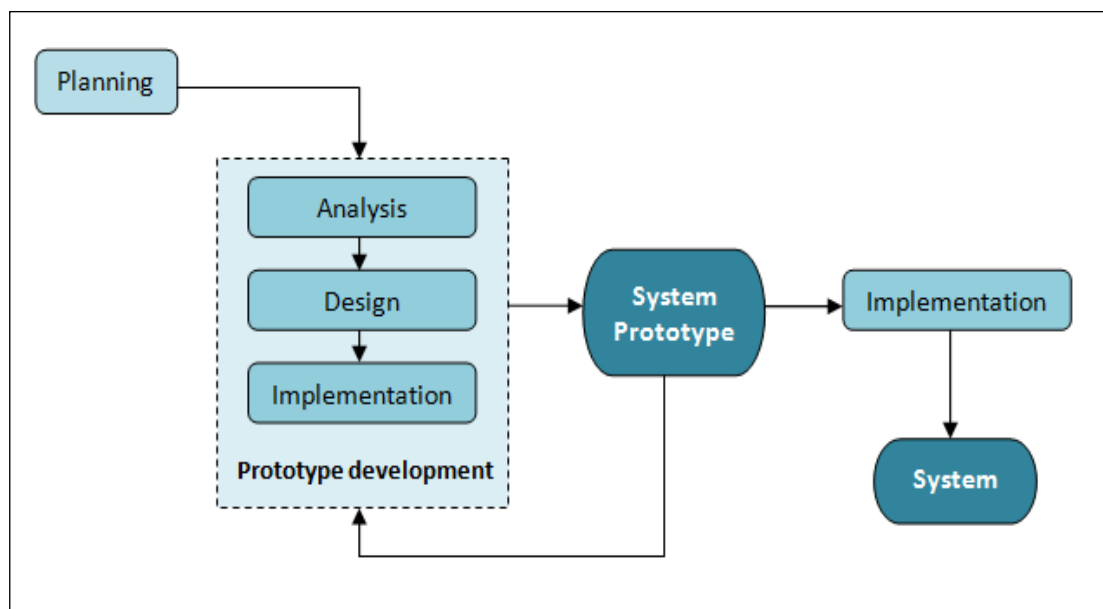 Planning
Analysis
Design
Implementation
Prototype development
System
Prototype
Implementation
System